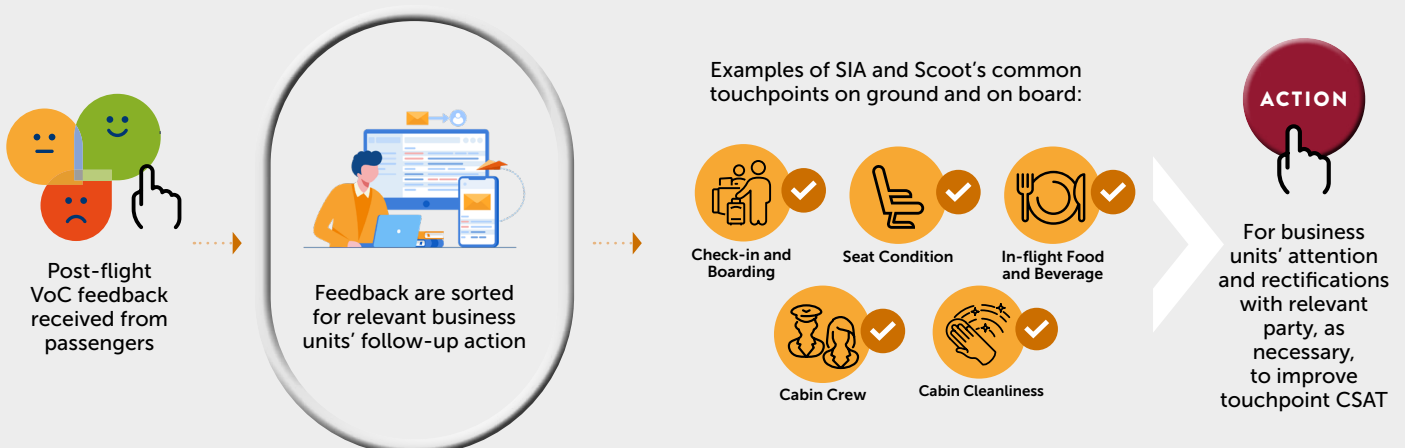 Post-flight
VoC feedback
received from
passengers
Feedback are sorted
for relevant business
units’ follow-up action
Examples of SIA and Scoot’s common
touchpoints on ground and on board:
Check-in and
Boarding
Seat Condition
In-flight Food
and Beverage
Cabin Crew
Cabin Cleanliness
ACTION
For business
units’ attention
and rectifications
with relevant
party, as
necessary,
to improve
touchpoint CSAT